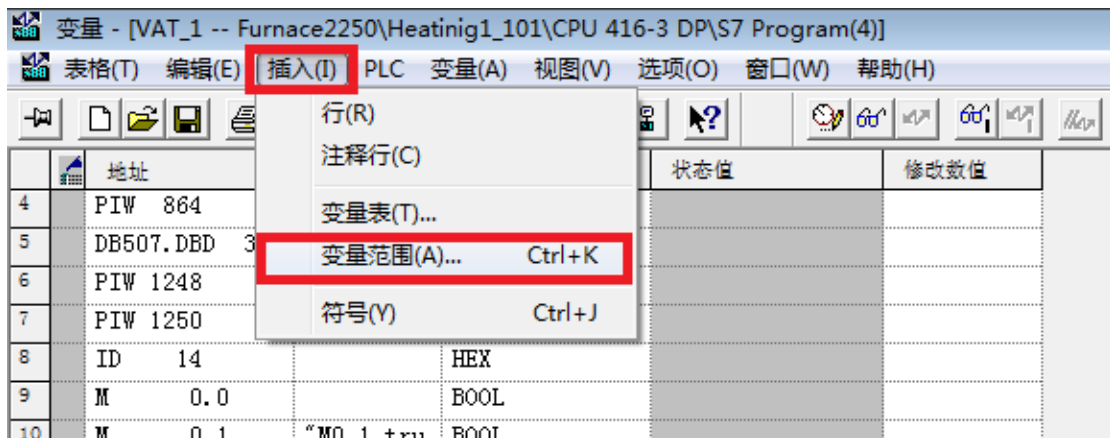 变量 - [VAT_1 -- Furnace2250\Heatinig1_101\CPU 416-3 DP\S7 Program(4)]
表格(T) 编辑(E) 插入(I) PLC 变量(A) 视图(V) 选项(O) 窗口(W) 帮助(H)
行(R)
注释行(C)
变量表(T)...
变量范围(A)... Ctrl+K
符号(Y) Ctrl+J
地址 状态值 修改数值
4 PIW 864
5 DB507.DBD 3
6 PIW 1248
7 PIW 1250
8 ID 14 HEX
9 M 0.0 BOOL
10 M 0.1 "M0.1 tru BOOL